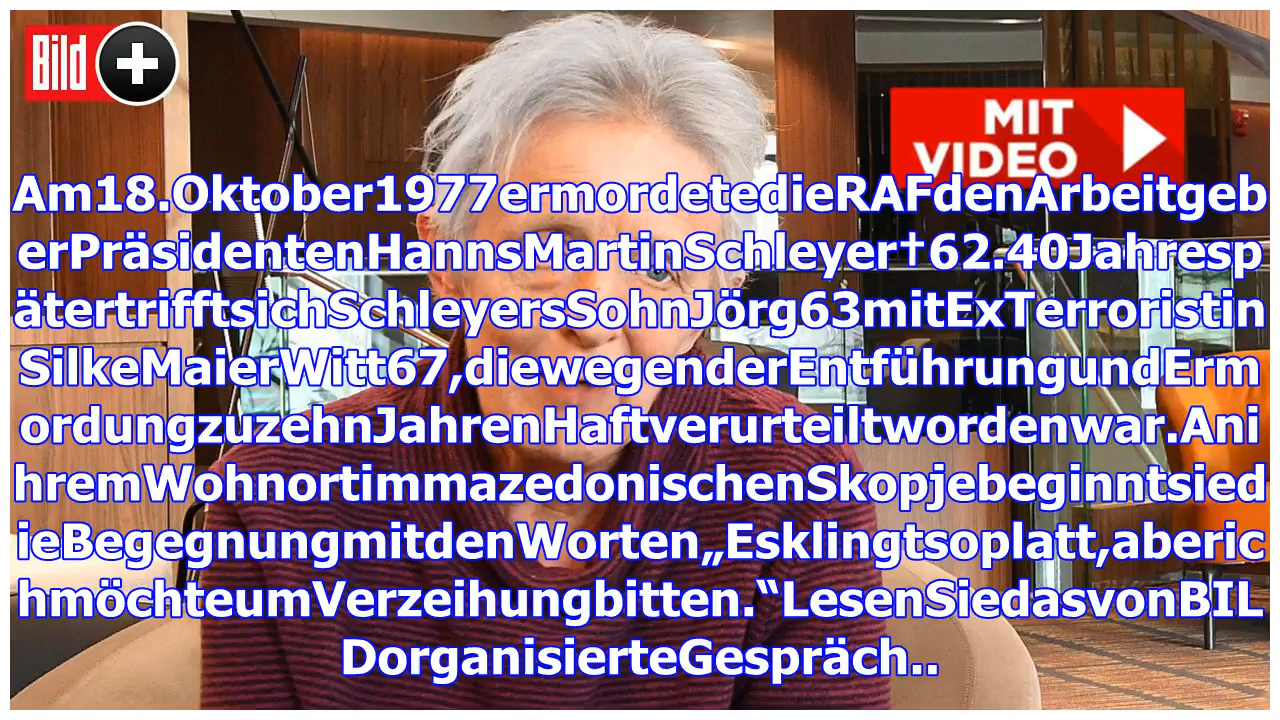 Bild +
MIT
VIDEO
Am18.Oktober1977ermordetedieRAFdenArbeitgeb
erPräsidentenHannsMartinSchleyer†62.40Jahresp
ätertrifftsichSchleyersSohnJörg63mitExTerroristin
SilkeMaierWitt67,diewegenderEntführungundErm
ordungzuzehnJahrenHaftverurteiltwordenwar.Ani
hremWohnortimmazedonischenSkopjebeginntsied
ieBegegnungmitdenWorten„Esklingtsoplatt,aberic
hmöchteumVerzeihungbitten.“LesenSiedasvonBIL
DorganisierteGespräch..